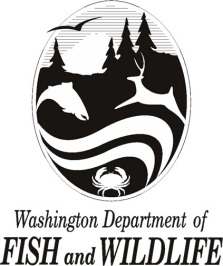 Washington Department of
FISH and WILDLIFE